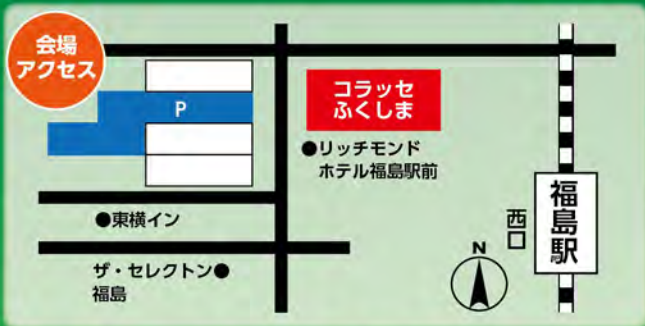 会場
アクセス
P
コラッセ
ふくしま
●リッチモンド
ホテル福島駅前
●東横イン
ザ・セレクトン●
福島
N
西口
福島駅